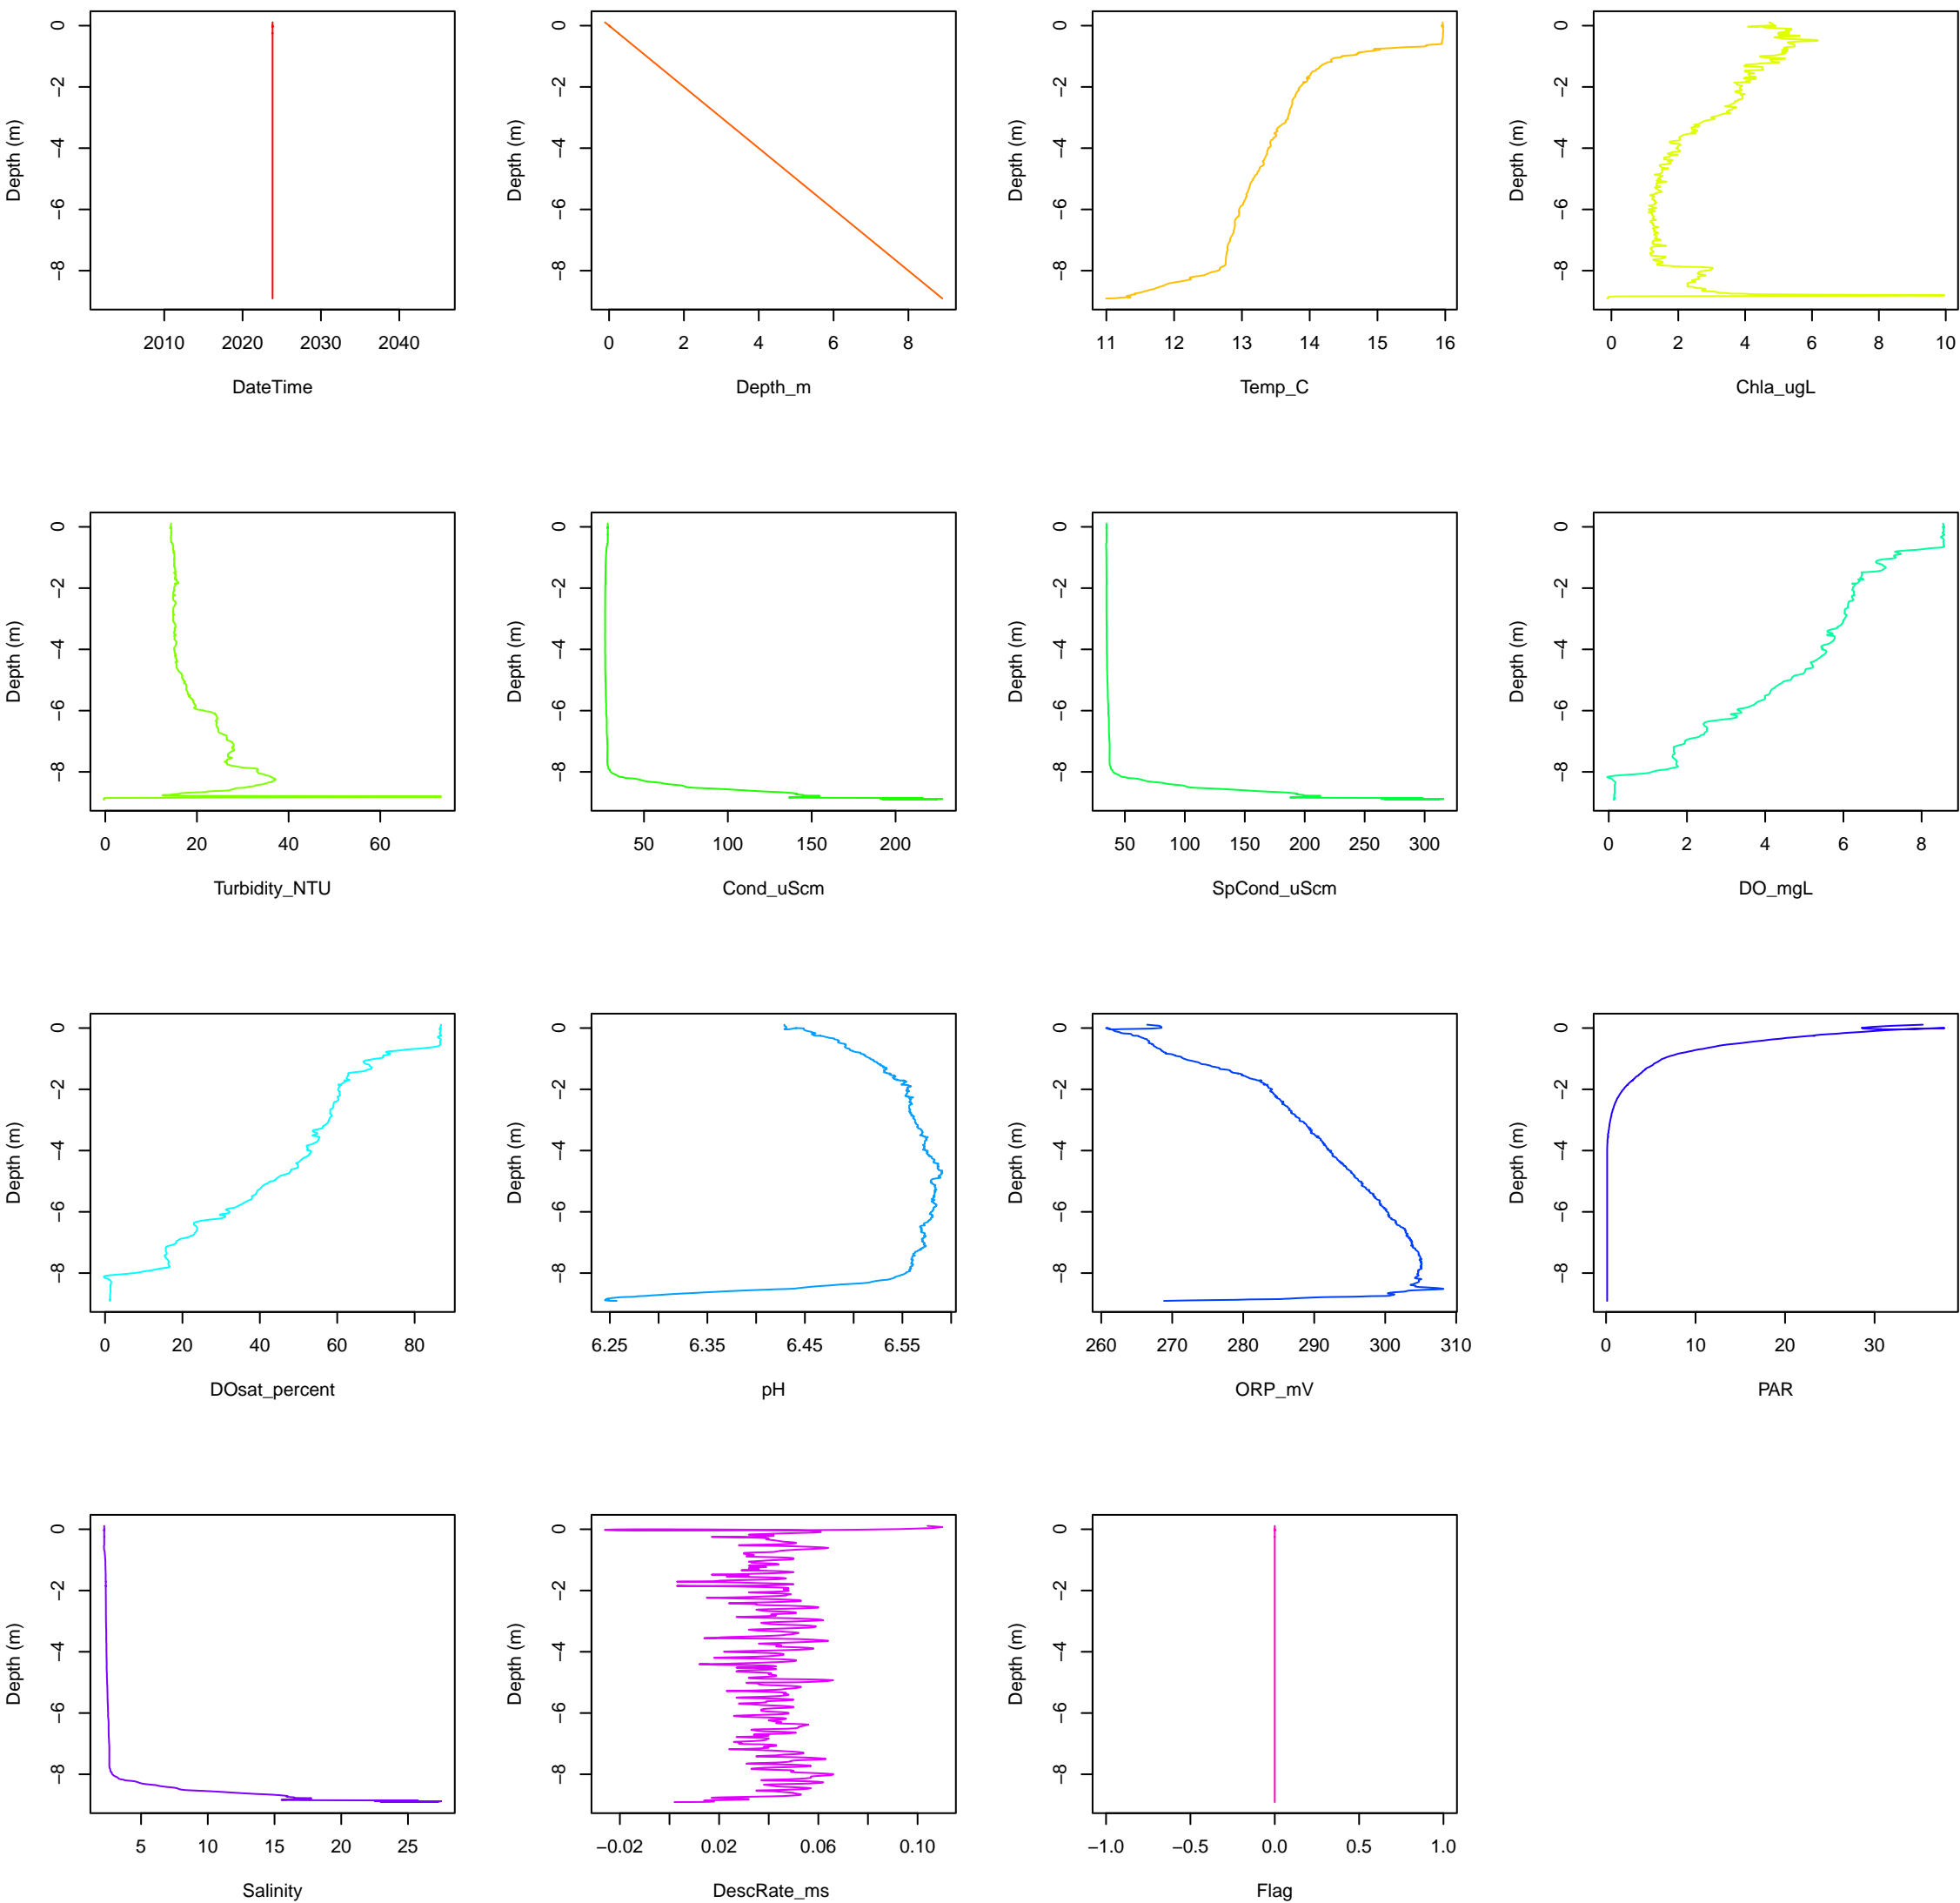 0 −2 −4 −6 −8
Depth (m)
2010 2020 2030 2040
DateTime
0 −2 −4 −6 −8
Depth (m)
0 2 4 6 8
Depth_m
0 −2 −4 −6 −8
Depth (m)
11 12 13 14 15 16
Temp_C
0 −2 −4 −6 −8
Depth (m)
0 2 4 6 8 10
Chla_ugL
0 −2 −4 −6 −8
Depth (m)
0 20 40 60
Turbidity_NTU
0 −2 −4 −6 −8
Depth (m)
50 100 150 200
Cond_uScm
0 −2 −4 −6 −8
Depth (m)
50 100 150 200 250 300
SpCond_uScm
0 −2 −4 −6 −8
Depth (m)
0 2 4 6 8
DO_mgL
0 −2 −4 −6 −8
Depth (m)
0 20 40 60 80
DOsat_percent
0 −2 −4 −6 −8
Depth (m)
6.25 6.35 6.45 6.55
pH
0 −2 −4 −6 −8
Depth (m)
260 270 280 290 300 310
ORP_mV
0 −2 −4 −6 −8
Depth (m)
0 10 20 30
PAR
0 −2 −4 −6 −8
Depth (m)
5 10 15 20 25
Salinity
0 −2 −4 −6 −8
Depth (m)
−0.02 0.02 0.06 0.10
DescRate_ms
0 −2 −4 −6 −8
Depth (m)
−1.0 −0.5 0.0 0.5 1.0
Flag